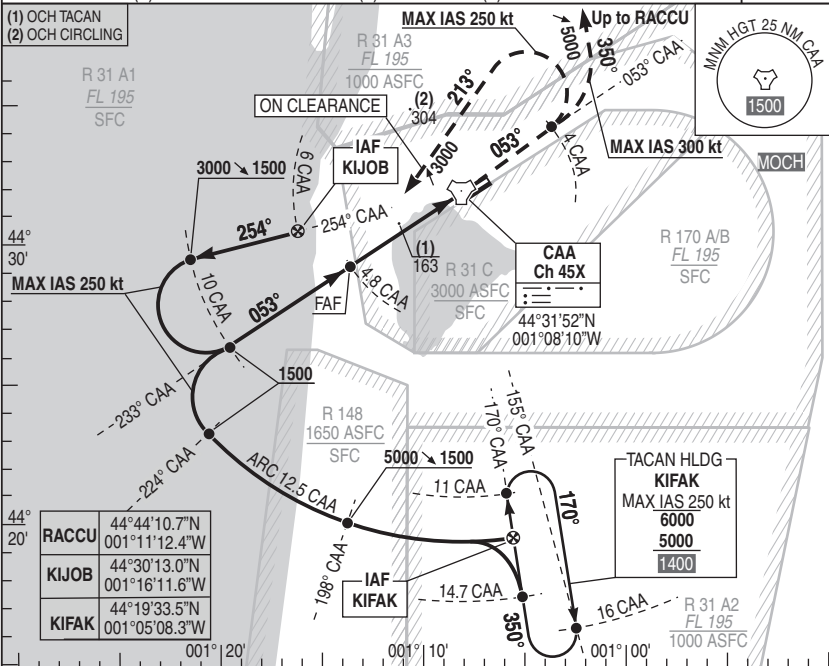 (1) OCH TACAN
(2) OCH CIRCLING
MAX IAS 250 kt
5000
Up to RACCU
350°
053° CAA
MNM HGT 25 NM CAA
1500
R 31 A1
FL 195
SFC
R 31 A3
FL 195
1000 ASFC
213°
ON CLEARANCE
(2)
304
3000
053°
4 CAA
MAX IAS 300 kt
MOCH
IAF
KIJOB
6 CAA
3000 ↘ 1500
254°
254° CAA
44°
30'
MAX IAS 250 kt
10 CAA
053°
FAF
4.8 CAA
(1)
163
R 31 C
3000 ASFC
SFC
CAA
Ch 45X
44°31'52"N
001°08'10"W
R 170 A/B
FL 195
SFC
233° CAA
1500
224° CAA
R 148
1650 ASFC
SFC
ARC 12.5 CAA
5000 ↘ 1500
198° CAA
155° CAA
170° CAA
11 CAA
170°
TACAN HLDG
KIFAK
MAX IAS 250 kt
6000
5000
1400
44°
20'
RACCU 44°44'10.7"N
001°11'12.4"W
KIJOB 44°30'13.0"N
001°16'11.6"W
KIFAK 44°19'33.5"N
001°05'08.3"W
IAF
KIFAK
14.7 CAA
350°
16 CAA
R 31 A2
FL 195
1000 ASFC
001°20'
001°10'
001°00'